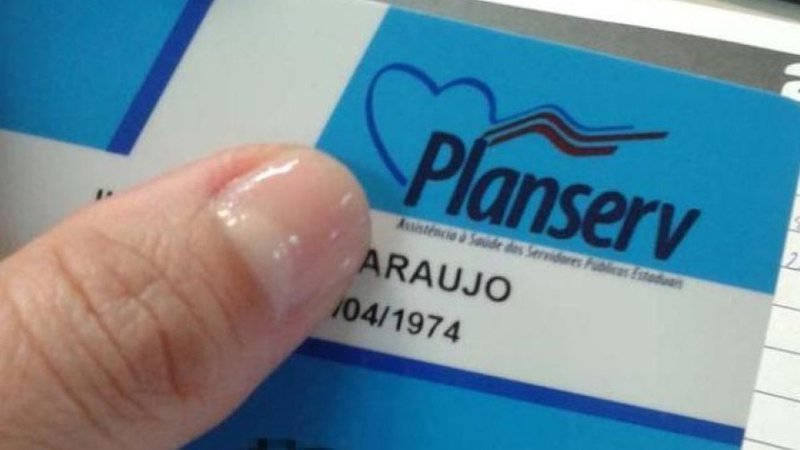 Planserv
Assistência à Saúde dos Servidores Públicos Estaduais
ARAUJO
/04/1974